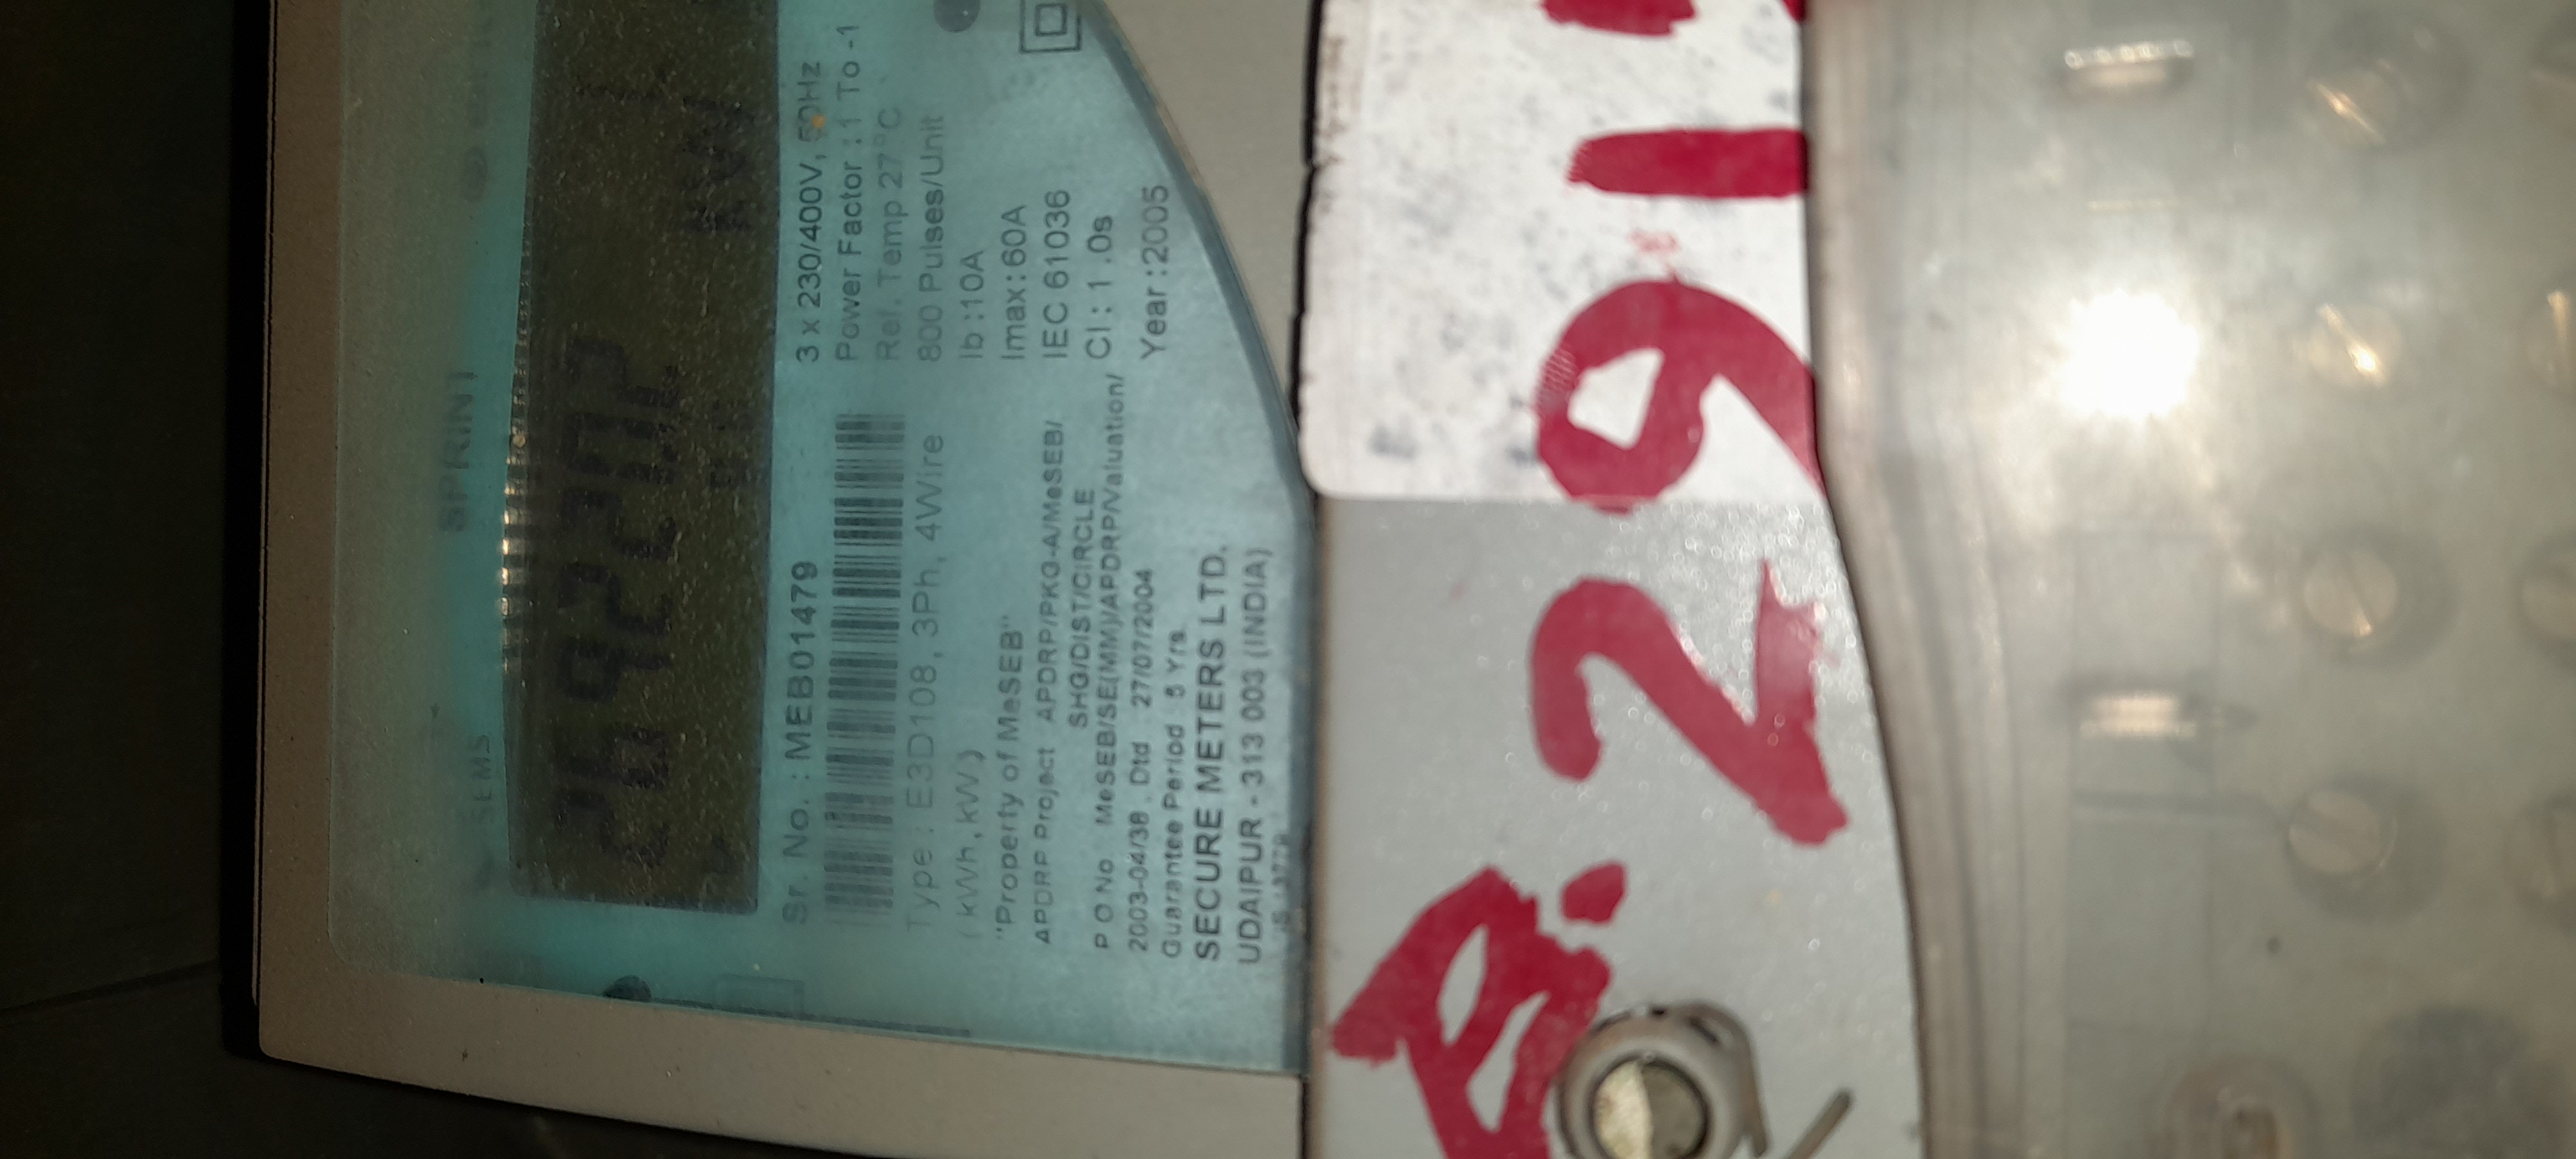 SEMS
SPRINT
Sr. No. : MEB01479
3 x 230/400V, 50Hz
Power Factor : 1 To -1
Ref. Temp 27°C
Type : E3D108, 3Ph, 4Wire
800 Pulses/Unit
( kWh, kW )
Ib : 10A
"Property of MeSEB"
Imax : 60A
APDRP Project APDRP/PKG-A/MeSEB/
SHG/DIST/CIRCLE
IEC 61036
P O No MeSEB/SE(MM)/APDRP/Valuation/
Cl : 1 .0s
2003-04/38 . Dtd 27/07/2004
Guarantee Period 5 Yrs.
Year : 2005
SECURE METERS LTD.
UDAIPUR - 313 003 (INDIA)
B. 291